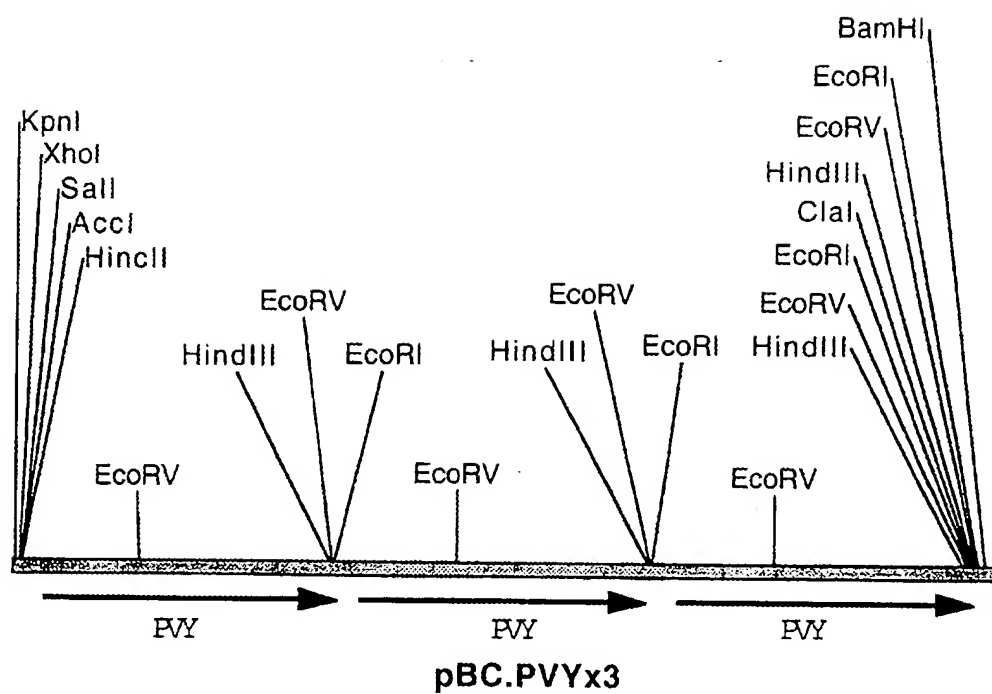 BamHI
EcoRI
KpnI
EcoRV
XhoI
HindIII
SalI
ClaI
AccI
EcoRI
HincII
EcoRV
EcoRV
EcoRV
HindIII
EcoRI
HindIII
EcoRI
HindIII
EcoRV
EcoRV
EcoRV
PVY
PVY
PVY
pBC.PVYx3